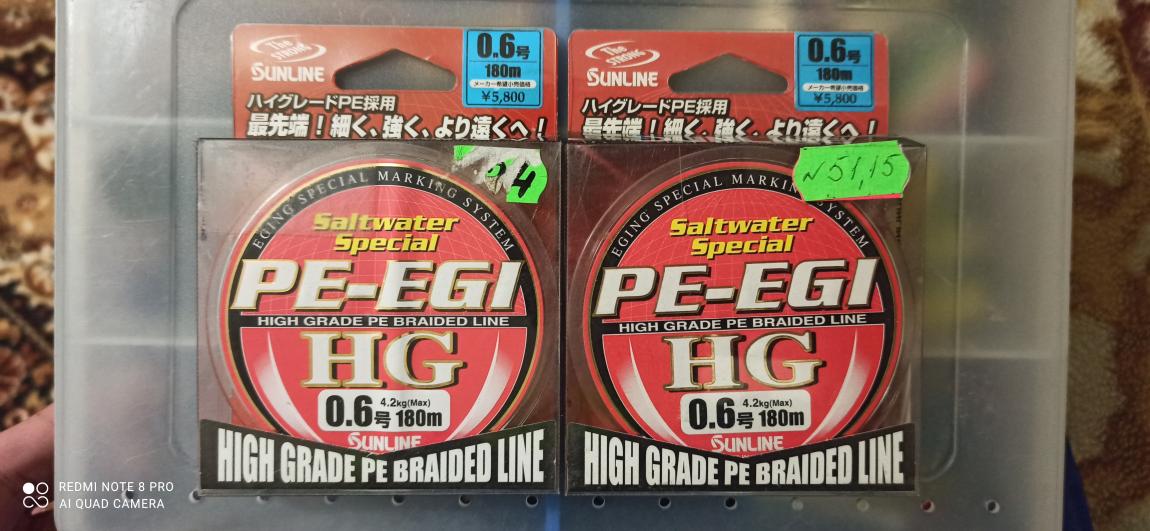 The STRONG
SUNLINE
0.6号
180m
メーカー希望小売価格
¥5,800
ハイグレードPE採用
最先端！細く、強く、より遠くへ！
4
EGING SPECIAL MARKING SYSTEM
Saltwater
Special
PE-EGI
HIGH GRADE PE BRAIDED LINE
HG
4.2kg(Max)
0.6号 180m
SUNLINE
HIGH GRADE PE BRAIDED LINE
The STRONG
SUNLINE
0.6号
180m
メーカー希望小売価格
¥5,800
ハイグレードPE採用
最先端！細く、強く、より遠くへ！
N51,15
EGING SPECIAL MARKING SYSTEM
Saltwater
Special
PE-EGI
HIGH GRADE PE BRAIDED LINE
HG
4.2kg(Max)
0.6号 180m
SUNLINE
HIGH GRADE PE BRAIDED LINE
REDMI NOTE 8 PRO
AI QUAD CAMERA